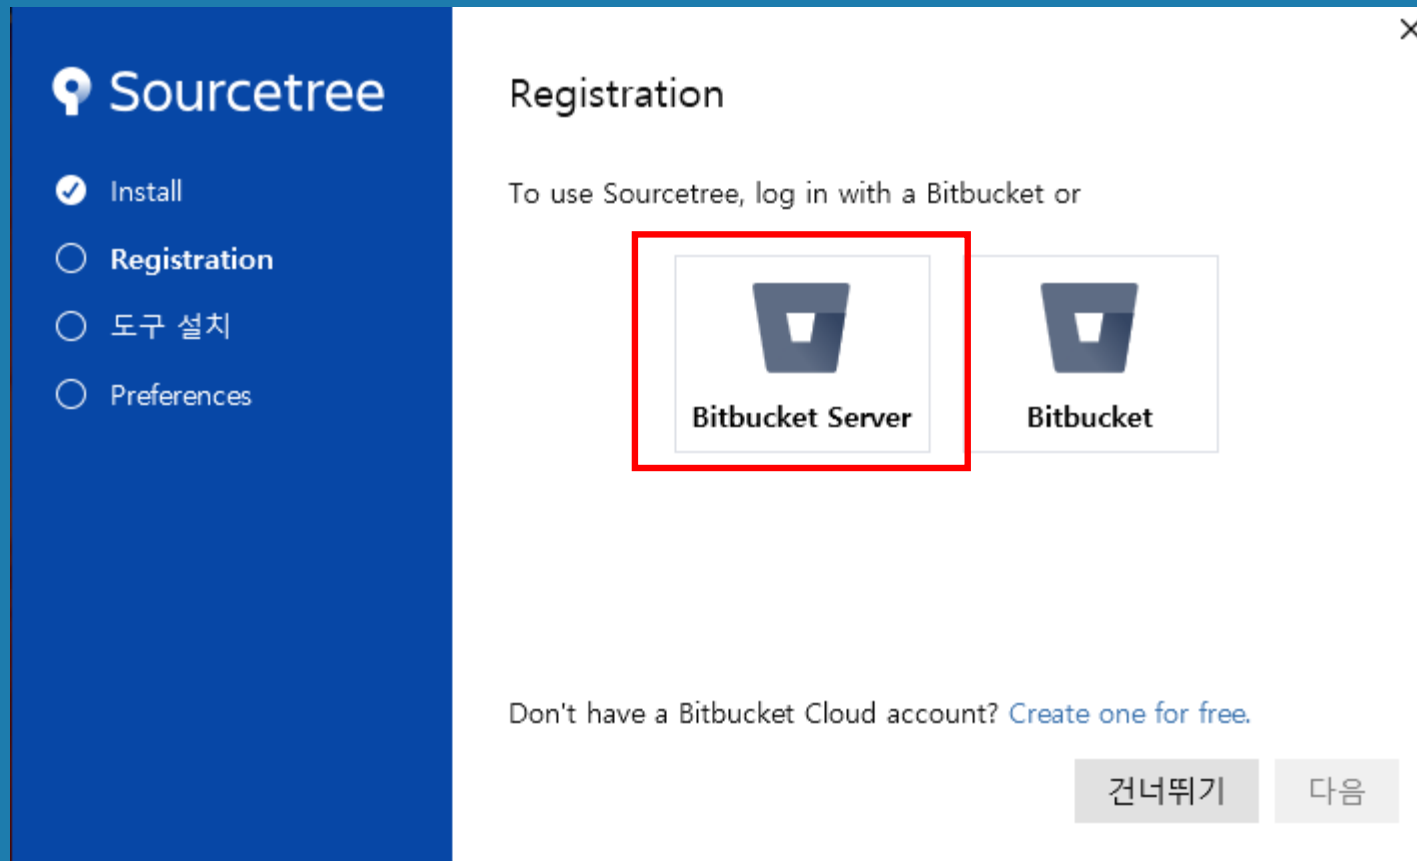 Sourcetree
Install
Registration
도구 설치
Preferences
Registration
To use Sourcetree, log in with a Bitbucket or
Bitbucket Server
Bitbucket
Don't have a Bitbucket Cloud account? Create one for free.
건너뛰기
다음